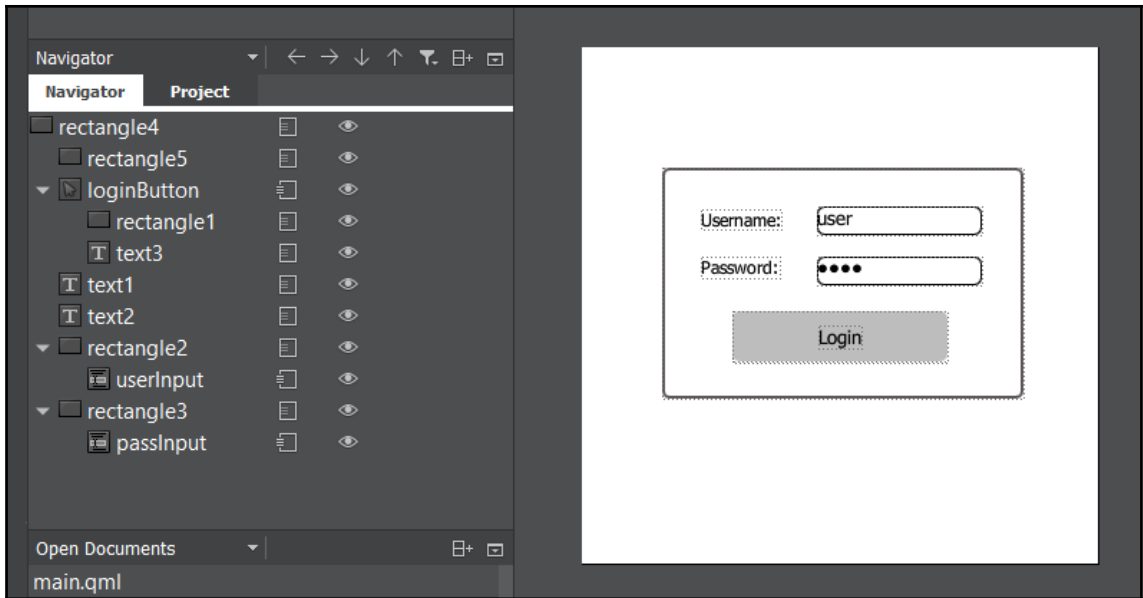 Navigator
Navigator Project
rectangle4
rectangle5
loginButton
rectangle1
text3
text1
text2
rectangle2
userInput
rectangle3
passInput
Open Documents
main.qml
Username: user
Password: ••••
Login